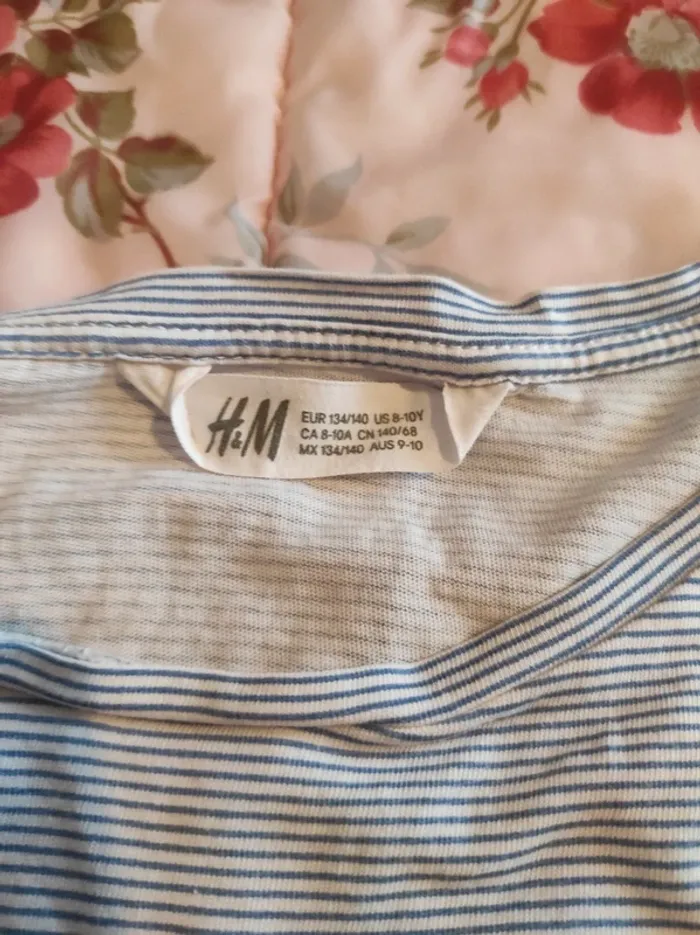 H&M
EUR 134/140 US 8-10Y
CA 8-10A CN 140/68
MX 134/140 AUS 9-10